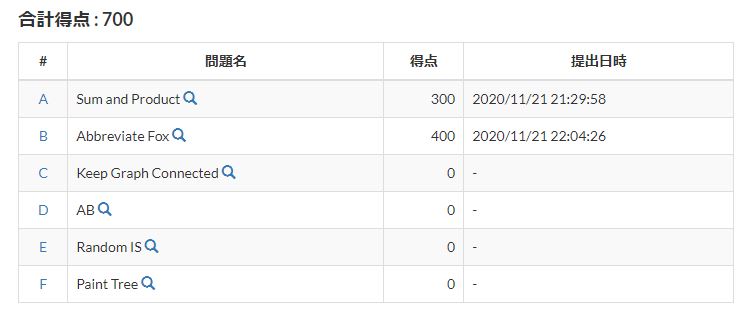 合計得点 : 700
# 問題名 得点 提出日時
A Sum and Product 300 2020/11/21 21:29:58
B Abbreviate Fox 400 2020/11/21 22:04:26
C Keep Graph Connected 0 -
D AB 0 -
E Random IS 0 -
F Paint Tree 0 -